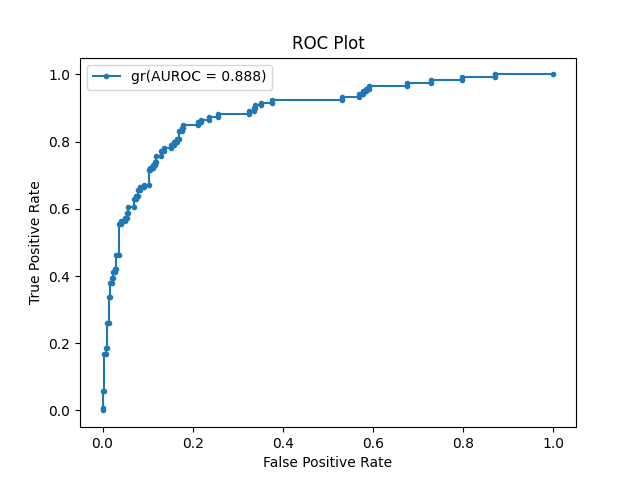 ROC Plot
gr(AUROC = 0.888)
True Positive Rate
1.0
0.8
0.6
0.4
0.2
0.0
0.0 0.2 0.4 0.6 0.8 1.0
False Positive Rate